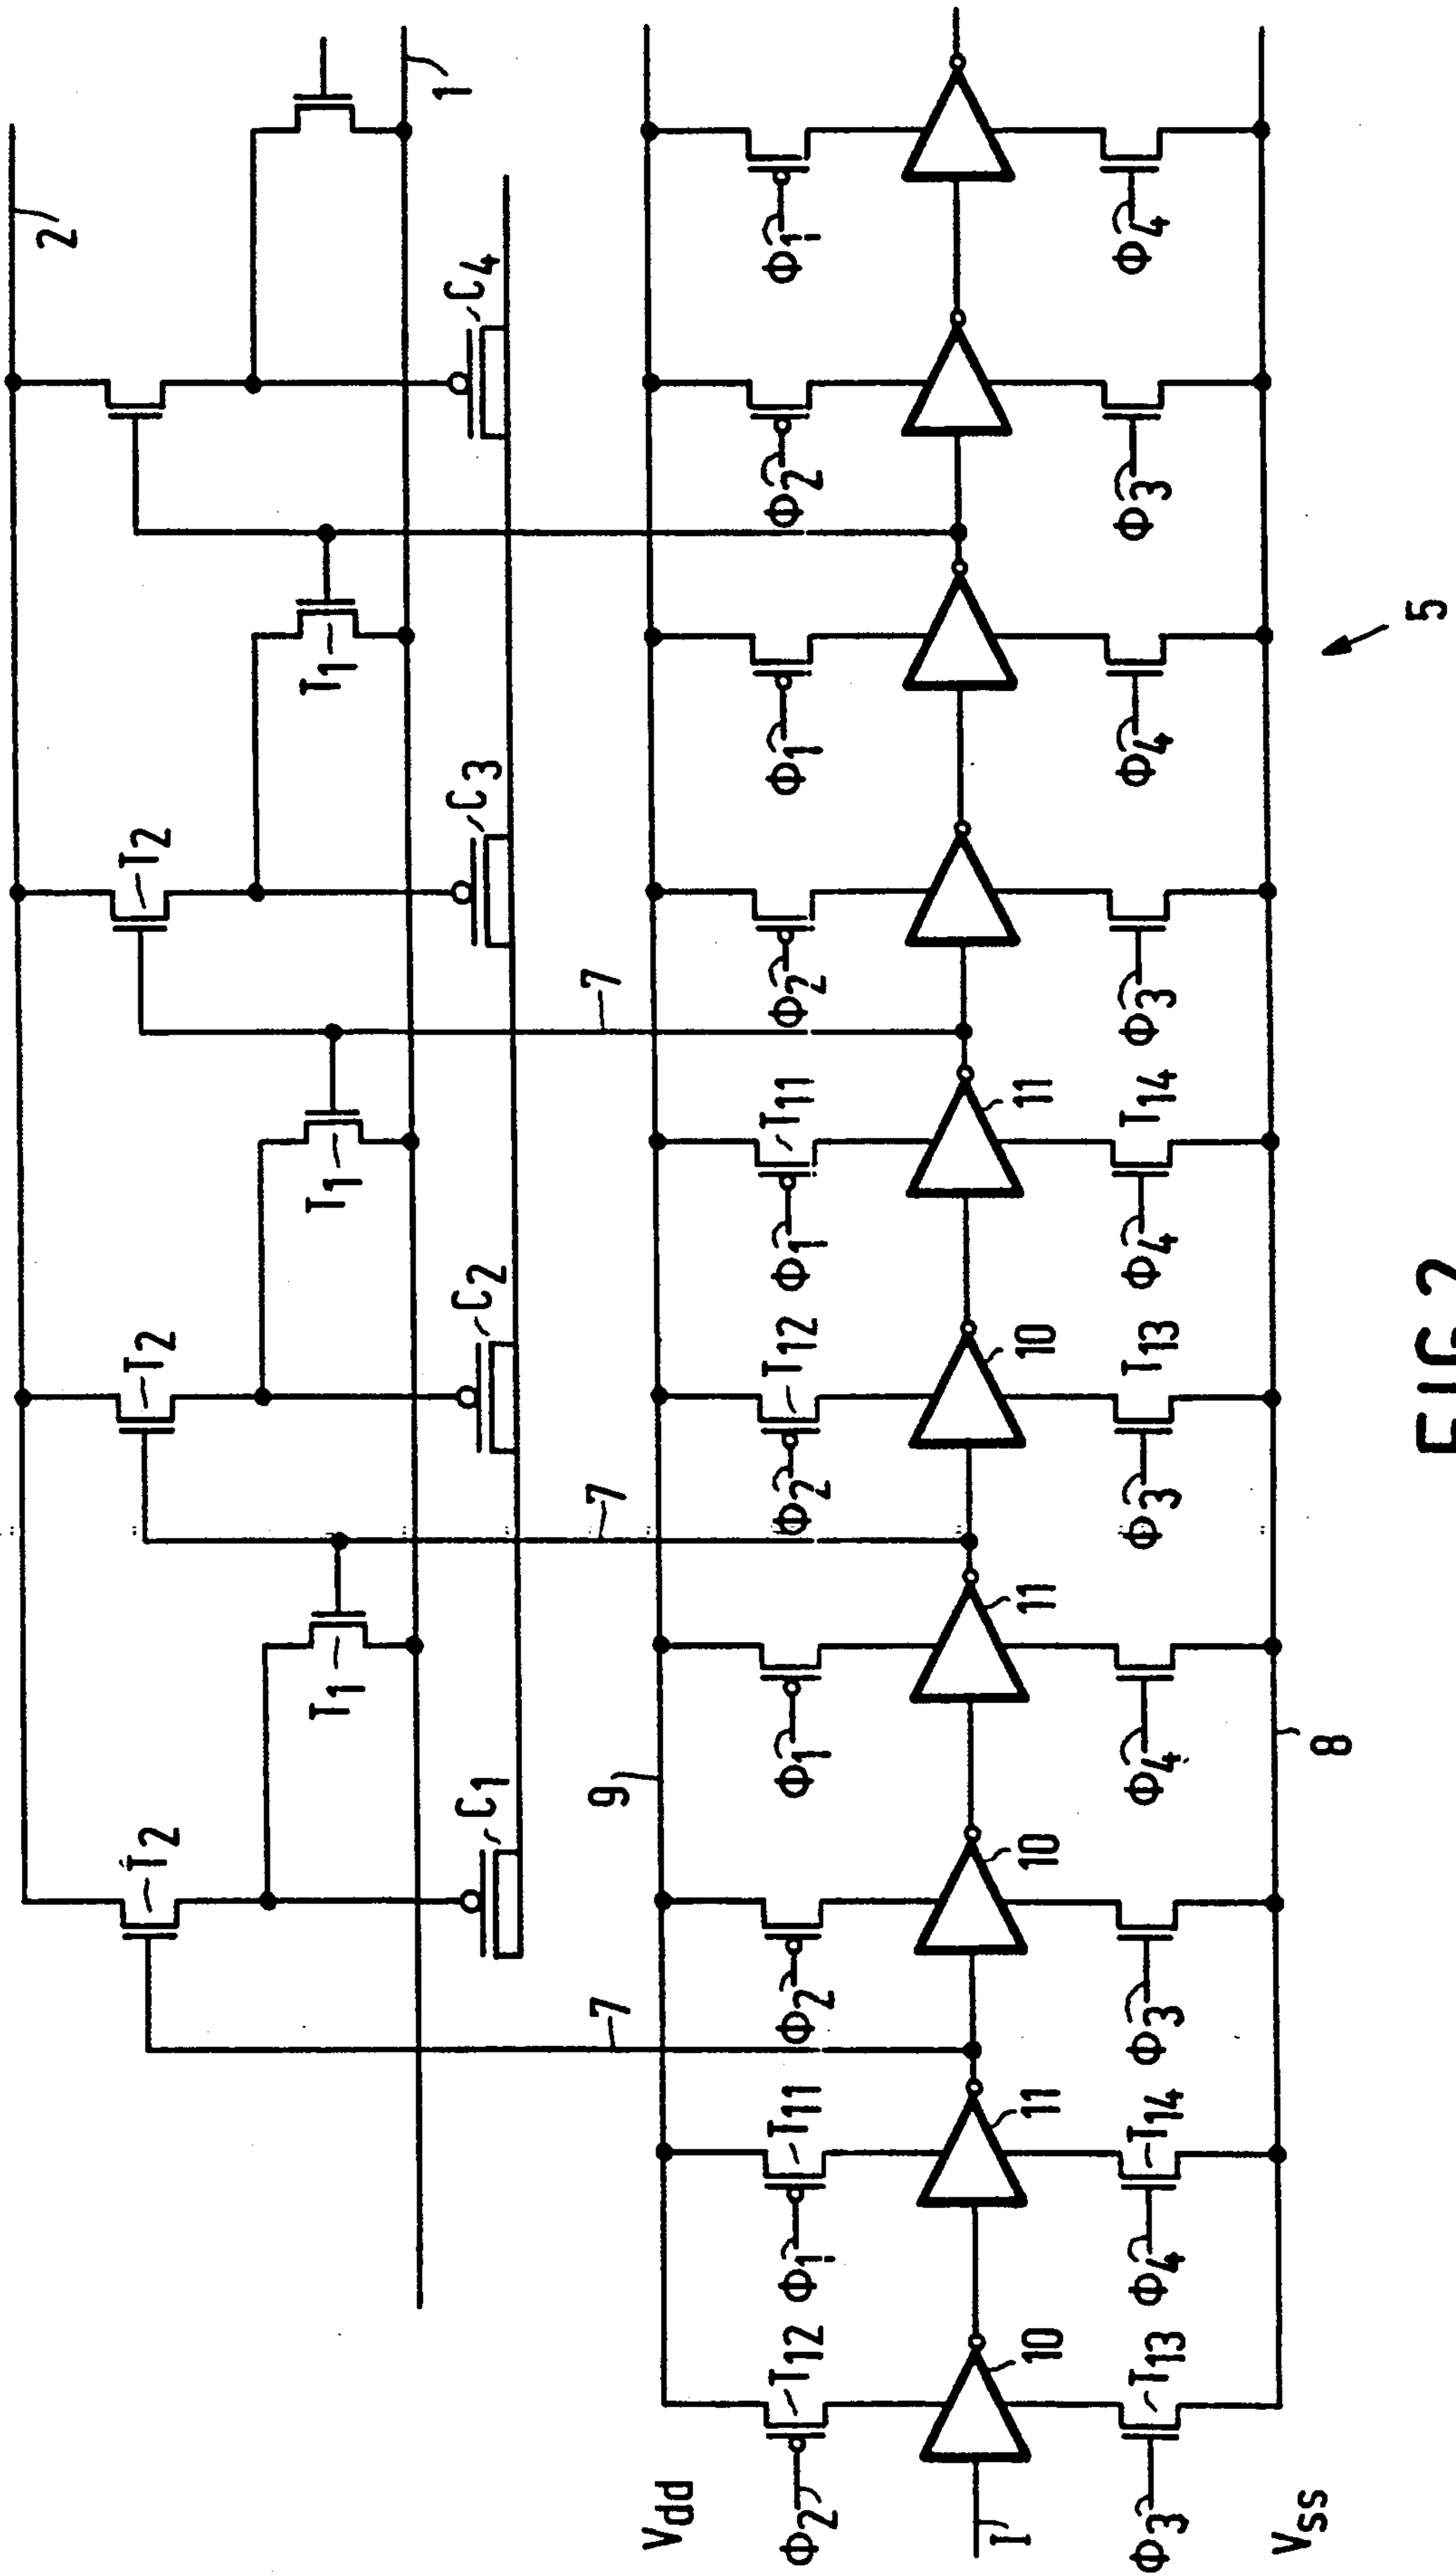 2
T2 T2 T2
T1 T1 T1
1
C1 C2 C3 C4
7 9 7 7
Vdd
Φ2 T12 Φ1 T11 Φ2 Φ1 Φ2 T12 Φ1 T11 Φ2 Φ1 Φ2 Φ1
I 10 11 10 11 10 11
Φ3 T13 Φ4 T14 Φ3 Φ4 Φ3 T13 Φ4 T14 Φ3 Φ4 Φ3 Φ4
Vss 8
5
FIG.2